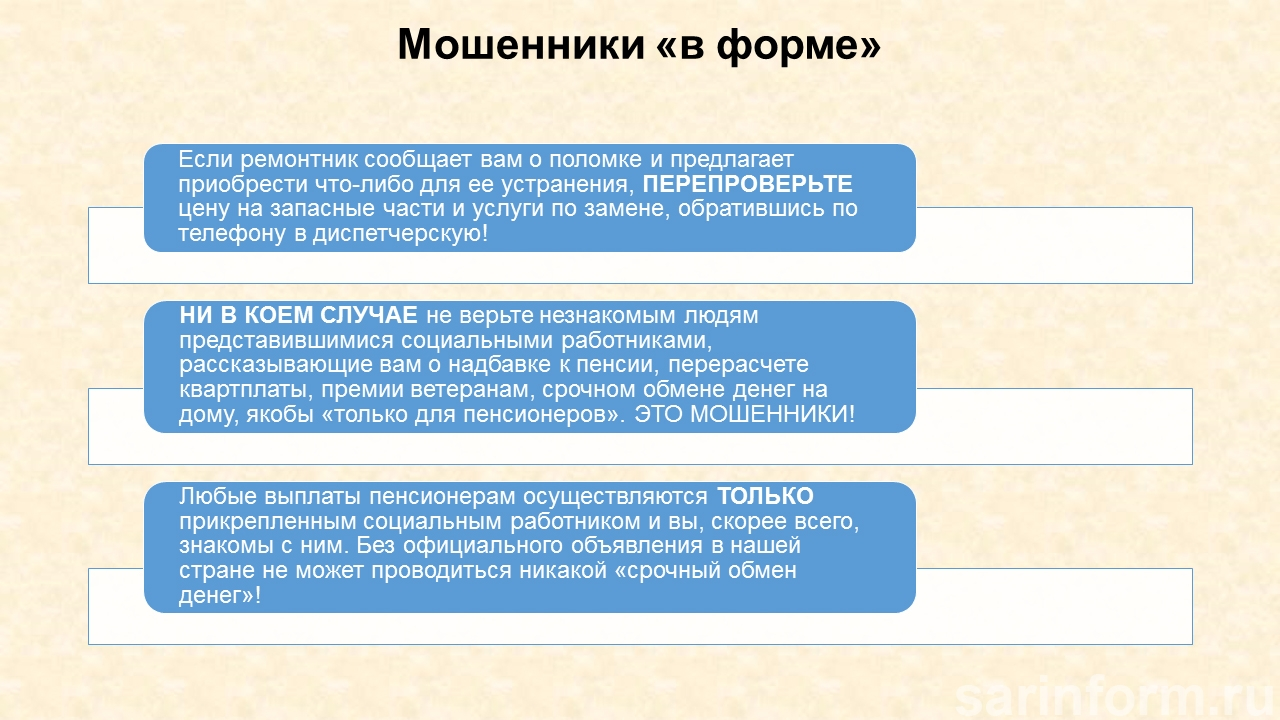 Мошенники «в форме»
Если ремонтник сообщает вам о поломке и предлагает
приобрести что-либо для ее устранения, ПЕРЕПРОВЕРЬТЕ
цену на запасные части и услуги по замене, обратившись по
телефону в диспетчерскую!
НИ В КОЕМ СЛУЧАЕ не верьте незнакомым людям
представившимися социальными работниками,
рассказывающие вам о надбавке к пенсии, перерасчете
квартплаты, премии ветеранам, срочном обмене денег на
дому, якобы «только для пенсионеров». ЭТО МОШЕННИКИ!
Любые выплаты пенсионерам осуществляются ТОЛЬКО
прикрепленным социальным работником и вы, скорее всего,
знакомы с ним. Без официального объявления в нашей
стране не может проводиться никакой «срочный обмен
денег»!
sarinform.ru